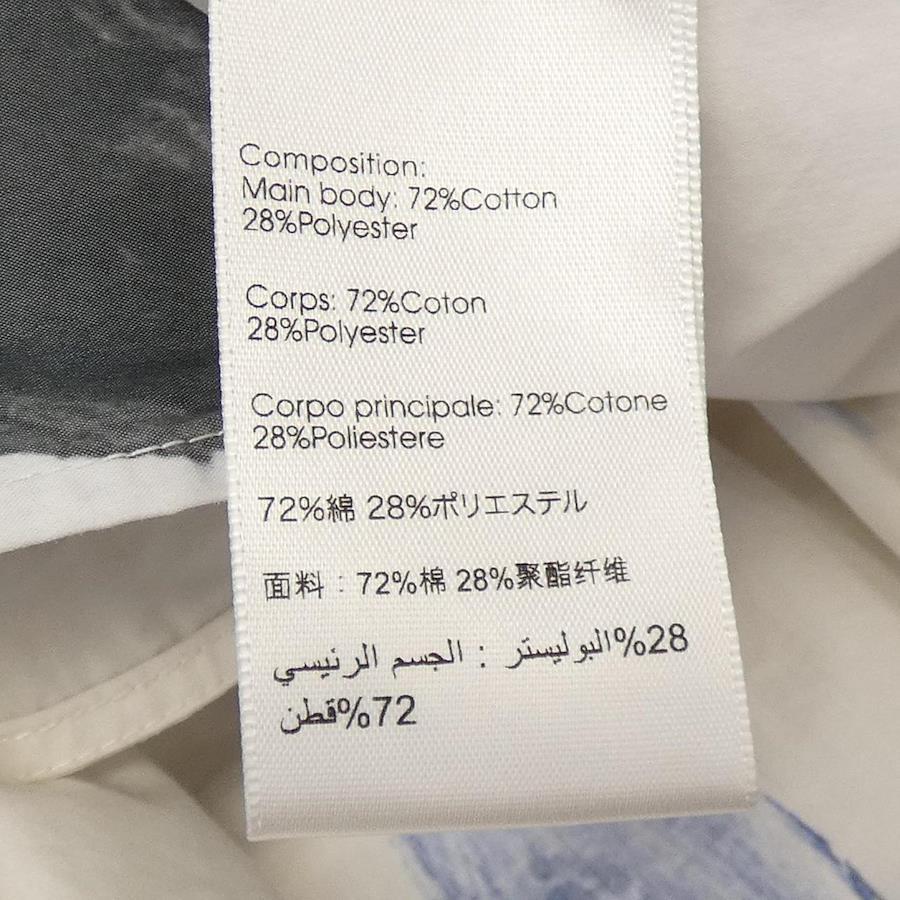 Composition:
Main body: 72%Cotton
28%Polyester
Corps: 72%Coton
28%Polyester
Corpo principale: 72%Cotone
28%Poliestere
72%綿 28%ポリエステル
面料：72%棉 28%聚酯纤维
28%البوليستر : الجسم الرئيسي
72%قطن